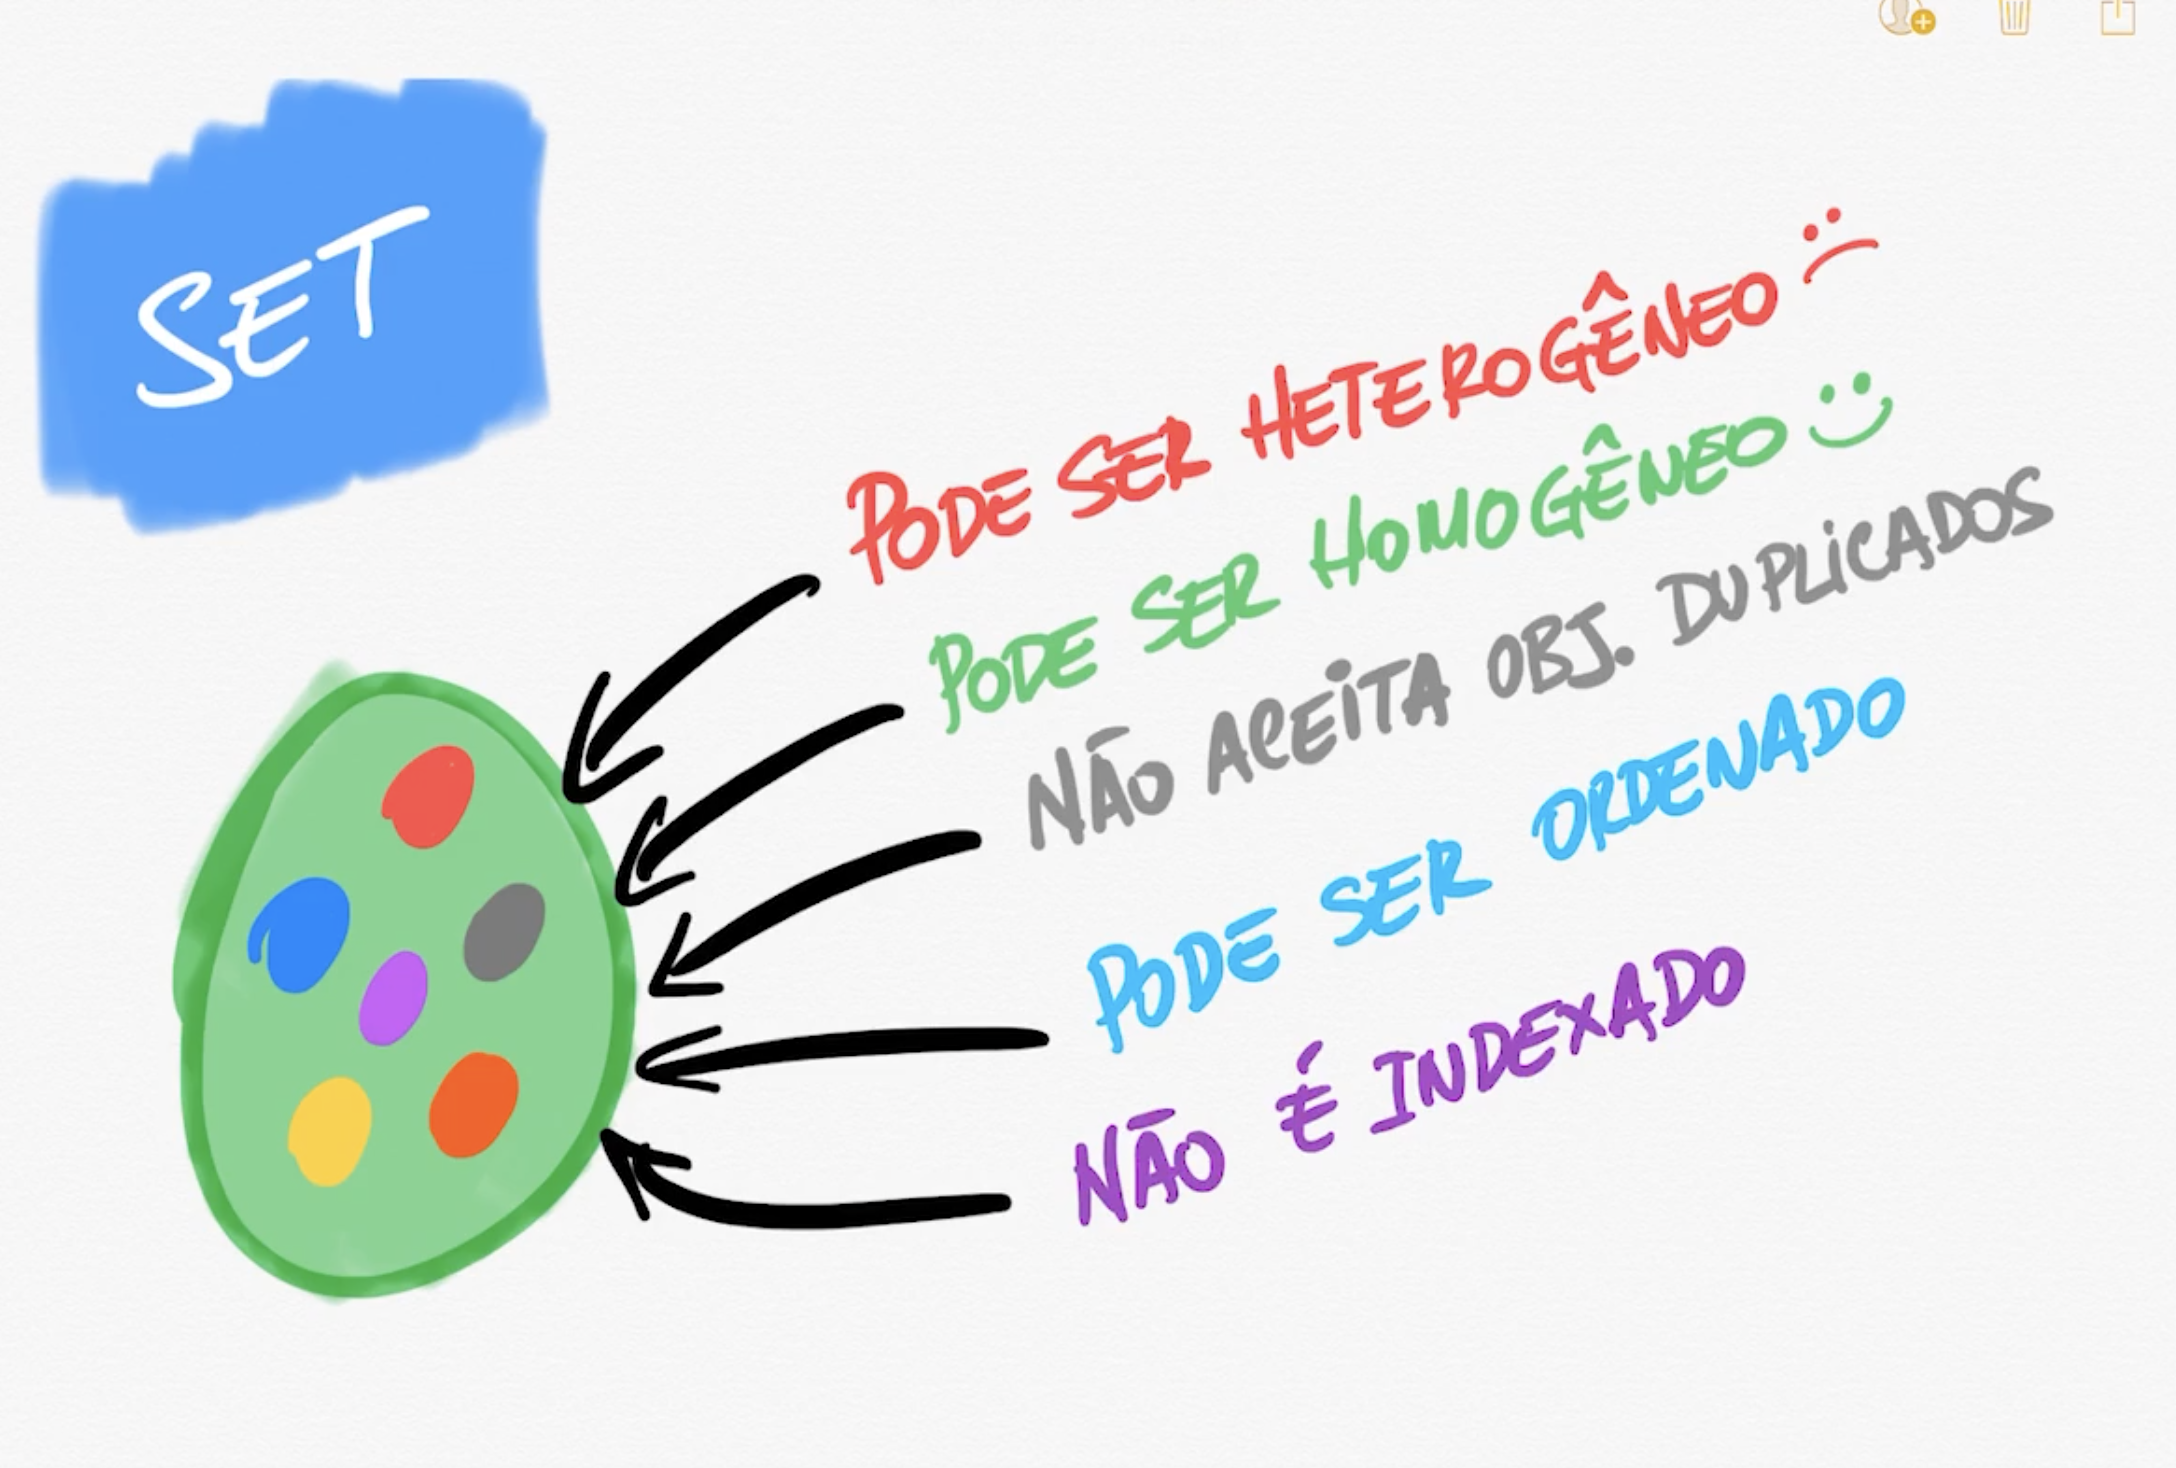 SET
PODE SER HETEROGÊNEO :(
PODE SER HOMOGÊNEO :)
NÃO ACEITA OBJ. DUPLICADOS
PODE SER ORDENADO
NÃO É INDEXADO